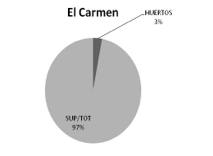 El Carmen
HUERTOS
3%
SUP/TOT
97%